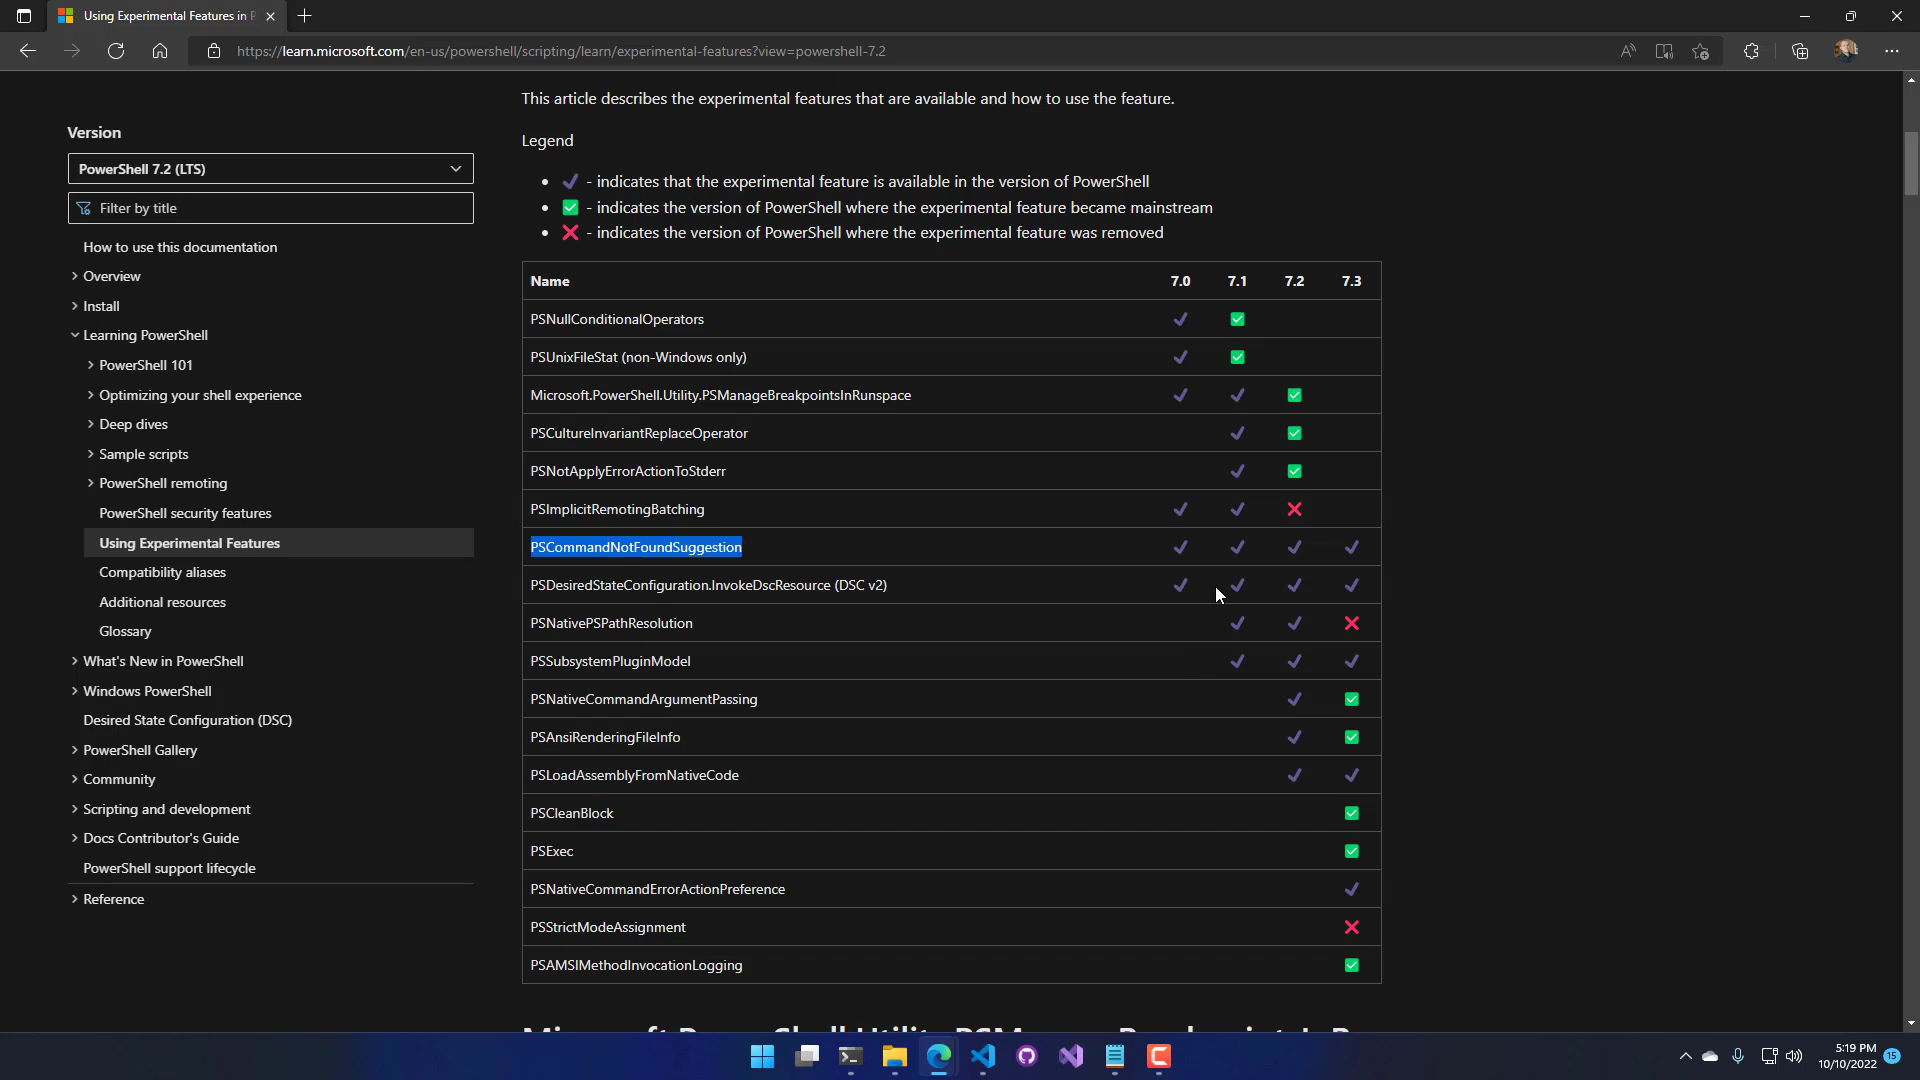 Using Experimental Features in P
https://learn.microsoft.com/en-us/powershell/scripting/learn/experimental-features?view=powershell-7.2
This article describes the experimental features that are available and how to use the feature.
Version
Legend
PowerShell 7.2 (LTS)
✔ - indicates that the experimental feature is available in the version of PowerShell
Filter by title
✅ - indicates the version of PowerShell where the experimental feature became mainstream
❌ - indicates the version of PowerShell where the experimental feature was removed
How to use this documentation
Overview
Install
Learning PowerShell
PowerShell 101
Optimizing your shell experience
Deep dives
Sample scripts
PowerShell remoting
PowerShell security features
Using Experimental Features
Compatibility aliases
Additional resources
Glossary
What's New in PowerShell
Windows PowerShell
Desired State Configuration (DSC)
PowerShell Gallery
Community
Scripting and development
Docs Contributor's Guide
PowerShell support lifecycle
Reference
Name 7.0 7.1 7.2 7.3
PSNullConditionalOperators ✔ ✅
PSUnixFileStat (non-Windows only) ✔ ✅
Microsoft.PowerShell.Utility.PSManageBreakpointsInRunspace ✔ ✔ ✅
PSCultureInvariantReplaceOperator ✔ ✅
PSNotApplyErrorActionToStderr ✔ ✅
PSImplicitRemotingBatching ✔ ✔ ❌
PSCommandNotFoundSuggestion ✔ ✔ ✔ ✔
PSDesiredStateConfiguration.InvokeDscResource (DSC v2) ✔ ✔ ✔ ✔
PSNativePSPathResolution ✔ ✔ ❌
PSSubsystemPluginModel ✔ ✔ ✔
PSNativeCommandArgumentPassing ✔ ✅
PSAnsiRenderingFileInfo ✔ ✅
PSLoadAssemblyFromNativeCode ✔ ✔
PSCleanBlock ✅
PSExec ✅
PSNativeCommandErrorActionPreference ✔
PSStrictModeAssignment ❌
PSAMSIMethodInvocationLogging ✅
5:19 PM
10/10/2022
15